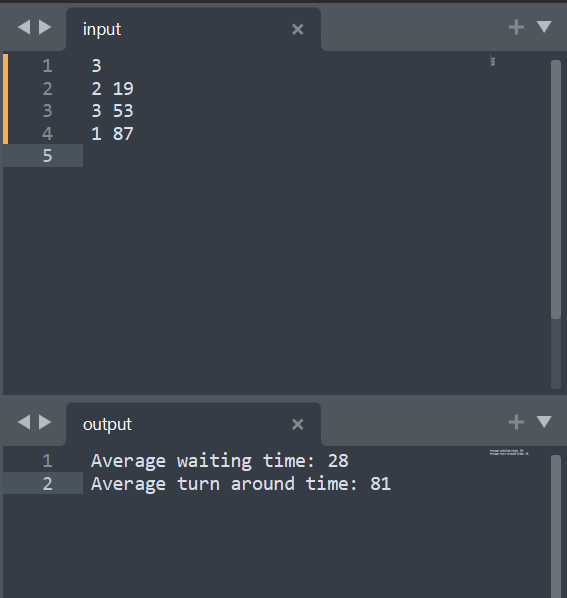 input
1 3
2 2 19
3 3 53
4 1 87
5
output
1 Average waiting time: 28
2 Average turn around time: 81